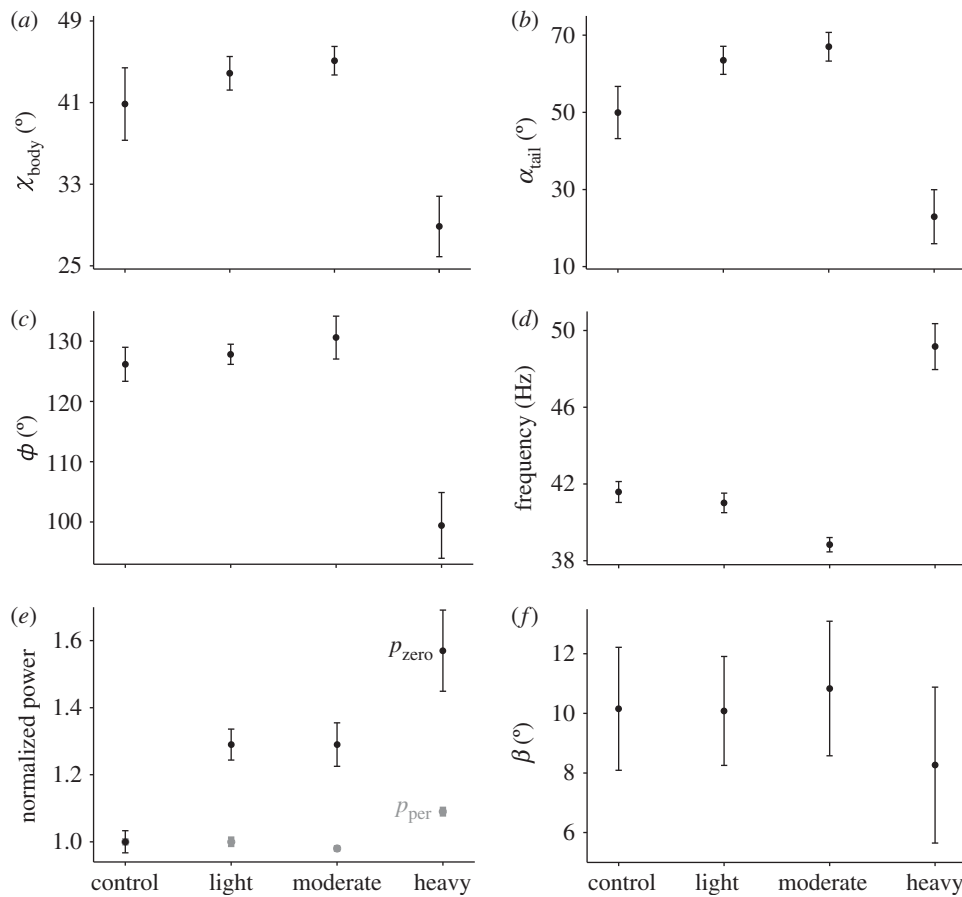 (a)
49
41
33
25
χbody (º)
(b)
70
50
30
10
αtail (º)
(c)
130
120
110
100
ϕ (º)
(d)
50
46
42
38
frequency (Hz)
(e)
1.6
1.4
1.2
1.0
normalized power
pzero
pper
control light moderate heavy
(f)
12
10
8
6
β (º)
control light moderate heavy